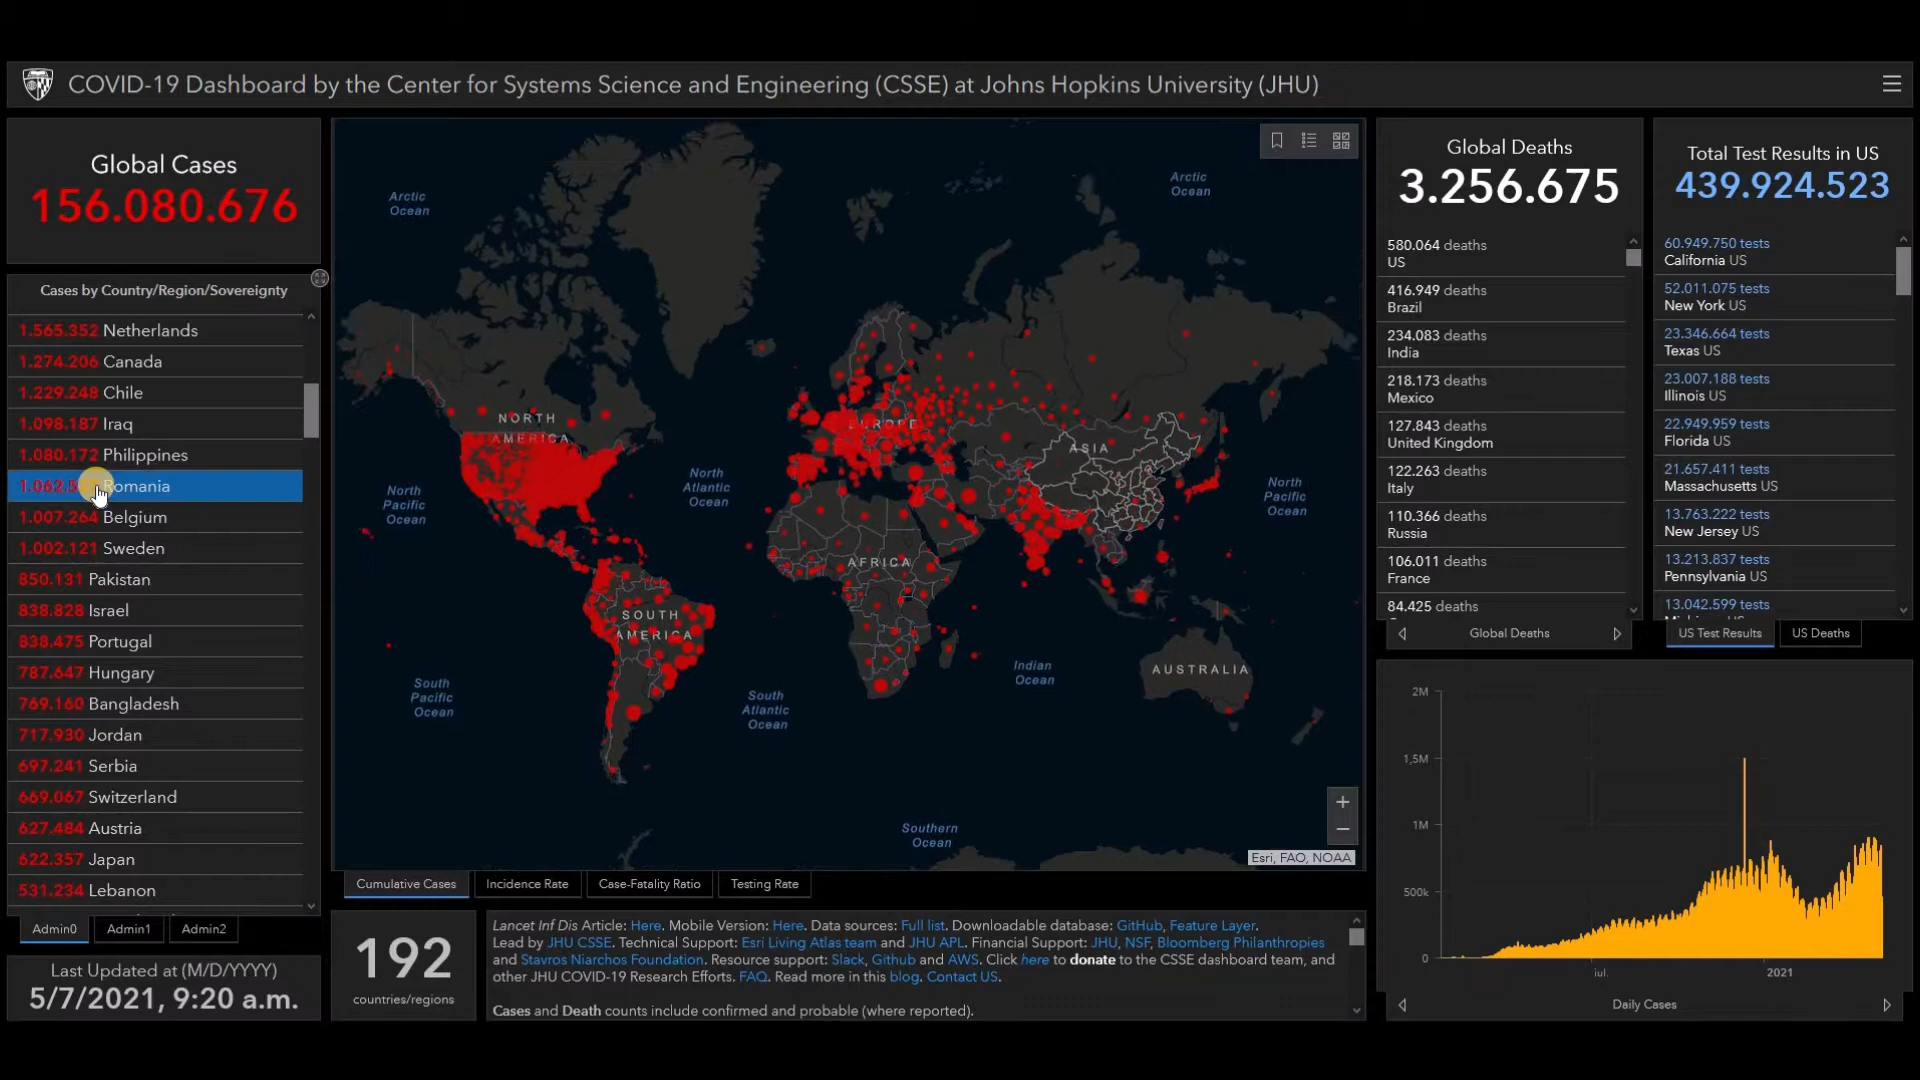 COVID-19 Dashboard by the Center for Systems Science and Engineering (CSSE) at Johns Hopkins University (JHU)
Global Cases
156.080.676
Cases by Country/Region/Sovereignty
1.565.352 Netherlands
1.274.206 Canada
1.229.248 Chile
1.098.187 Iraq
1.080.172 Philippines
Romania
1.007.264 Belgium
1.002.121 Sweden
850.131 Pakistan
838.828 Israel
838.475 Portugal
787.647 Hungary
769.160 Bangladesh
717.930 Jordan
697.241 Serbia
669.067 Switzerland
627.484 Austria
622.357 Japan
531.234 Lebanon
Admin0
Admin1
Admin2
Last Updated at (M/D/YYYY)
5/7/2021, 9:20 a.m.
Arctic
Ocean
Arctic
Ocean
NORTH
AMERICA
EUROPE
ASIA
North
Pacific
Ocean
North
Atlantic
Ocean
North
Pacific
Ocean
AFRICA
SOUTH
AMERICA
South
Pacific
Ocean
South
Atlantic
Ocean
Indian
Ocean
AUSTRALIA
Southern
Ocean
+
−
Esri, FAO, NOAA
Cumulative Cases
Incidence Rate
Case-Fatality Ratio
Testing Rate
192
countries/regions
Lancet Inf Dis Article: Here. Mobile Version: Here. Data sources: Full list. Downloadable database: GitHub, Feature Layer.
Lead by JHU CSSE. Technical Support: Esri Living Atlas team and JHU APL. Financial Support: JHU, NSF, Bloomberg Philanthropies
and Stavros Niarchos Foundation. Resource support: Slack, Github and AWS. Click here to donate to the CSSE dashboard team, and
other JHU COVID-19 Research Efforts. FAQ. Read more in this blog. Contact US.
Cases and Death counts include confirmed and probable (where reported).
Global Deaths
3.256.675
580.064 deaths
US
416.949 deaths
Brazil
234.083 deaths
India
218.173 deaths
Mexico
127.843 deaths
United Kingdom
122.263 deaths
Italy
110.366 deaths
Russia
106.011 deaths
France
84.425 deaths
Global Deaths
Total Test Results in US
439.924.523
60.949.750 tests
California US
52.011.075 tests
New York US
23.346.664 tests
Texas US
23.007.188 tests
Illinois US
22.949.959 tests
Florida US
21.657.411 tests
Massachusetts US
13.763.222 tests
New Jersey US
13.213.837 tests
Pennsylvania US
13.042.599 tests
US Test Results
US Deaths
2M
1,5M
1M
500k
0
iul.
2021
Daily Cases